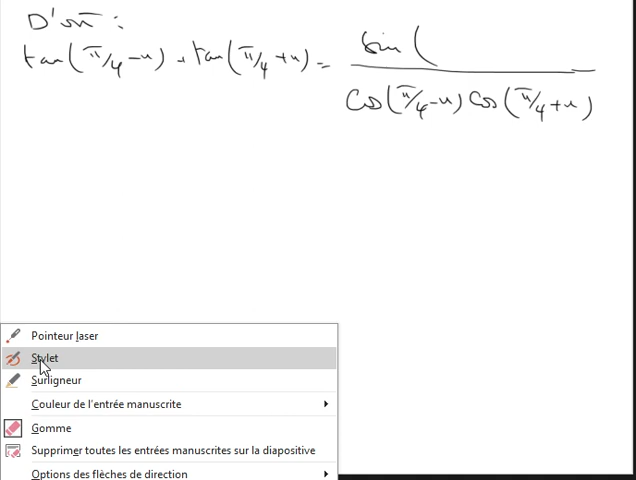 D'où :
tan(π/4-x) + tan(π/4+x) = sin(
cos(π/4-x) cos(π/4+x)
Pointeur laser
Stylet
Surligneur
Couleur de l'entrée manuscrite
Gomme
Supprimer toutes les entrées manuscrites sur la diapositive
Options des flèches de direction